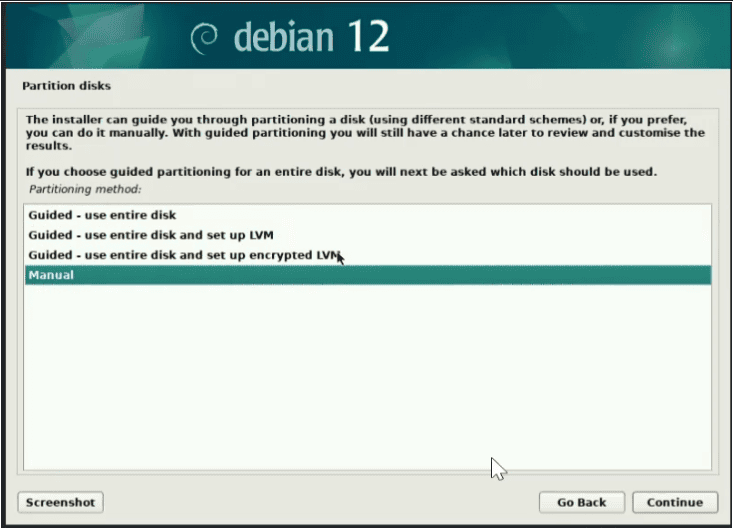 debian 12
Partition disks
The installer can guide you through partitioning a disk (using different standard schemes) or, if you prefer,
you can do it manually. With guided partitioning you will still have a chance later to review and customise the
results.
If you choose guided partitioning for an entire disk, you will next be asked which disk should be used.
Partitioning method:
Guided - use entire disk
Guided - use entire disk and set up LVM
Guided - use entire disk and set up encrypted LVM
Manual
Screenshot
Go Back
Continue